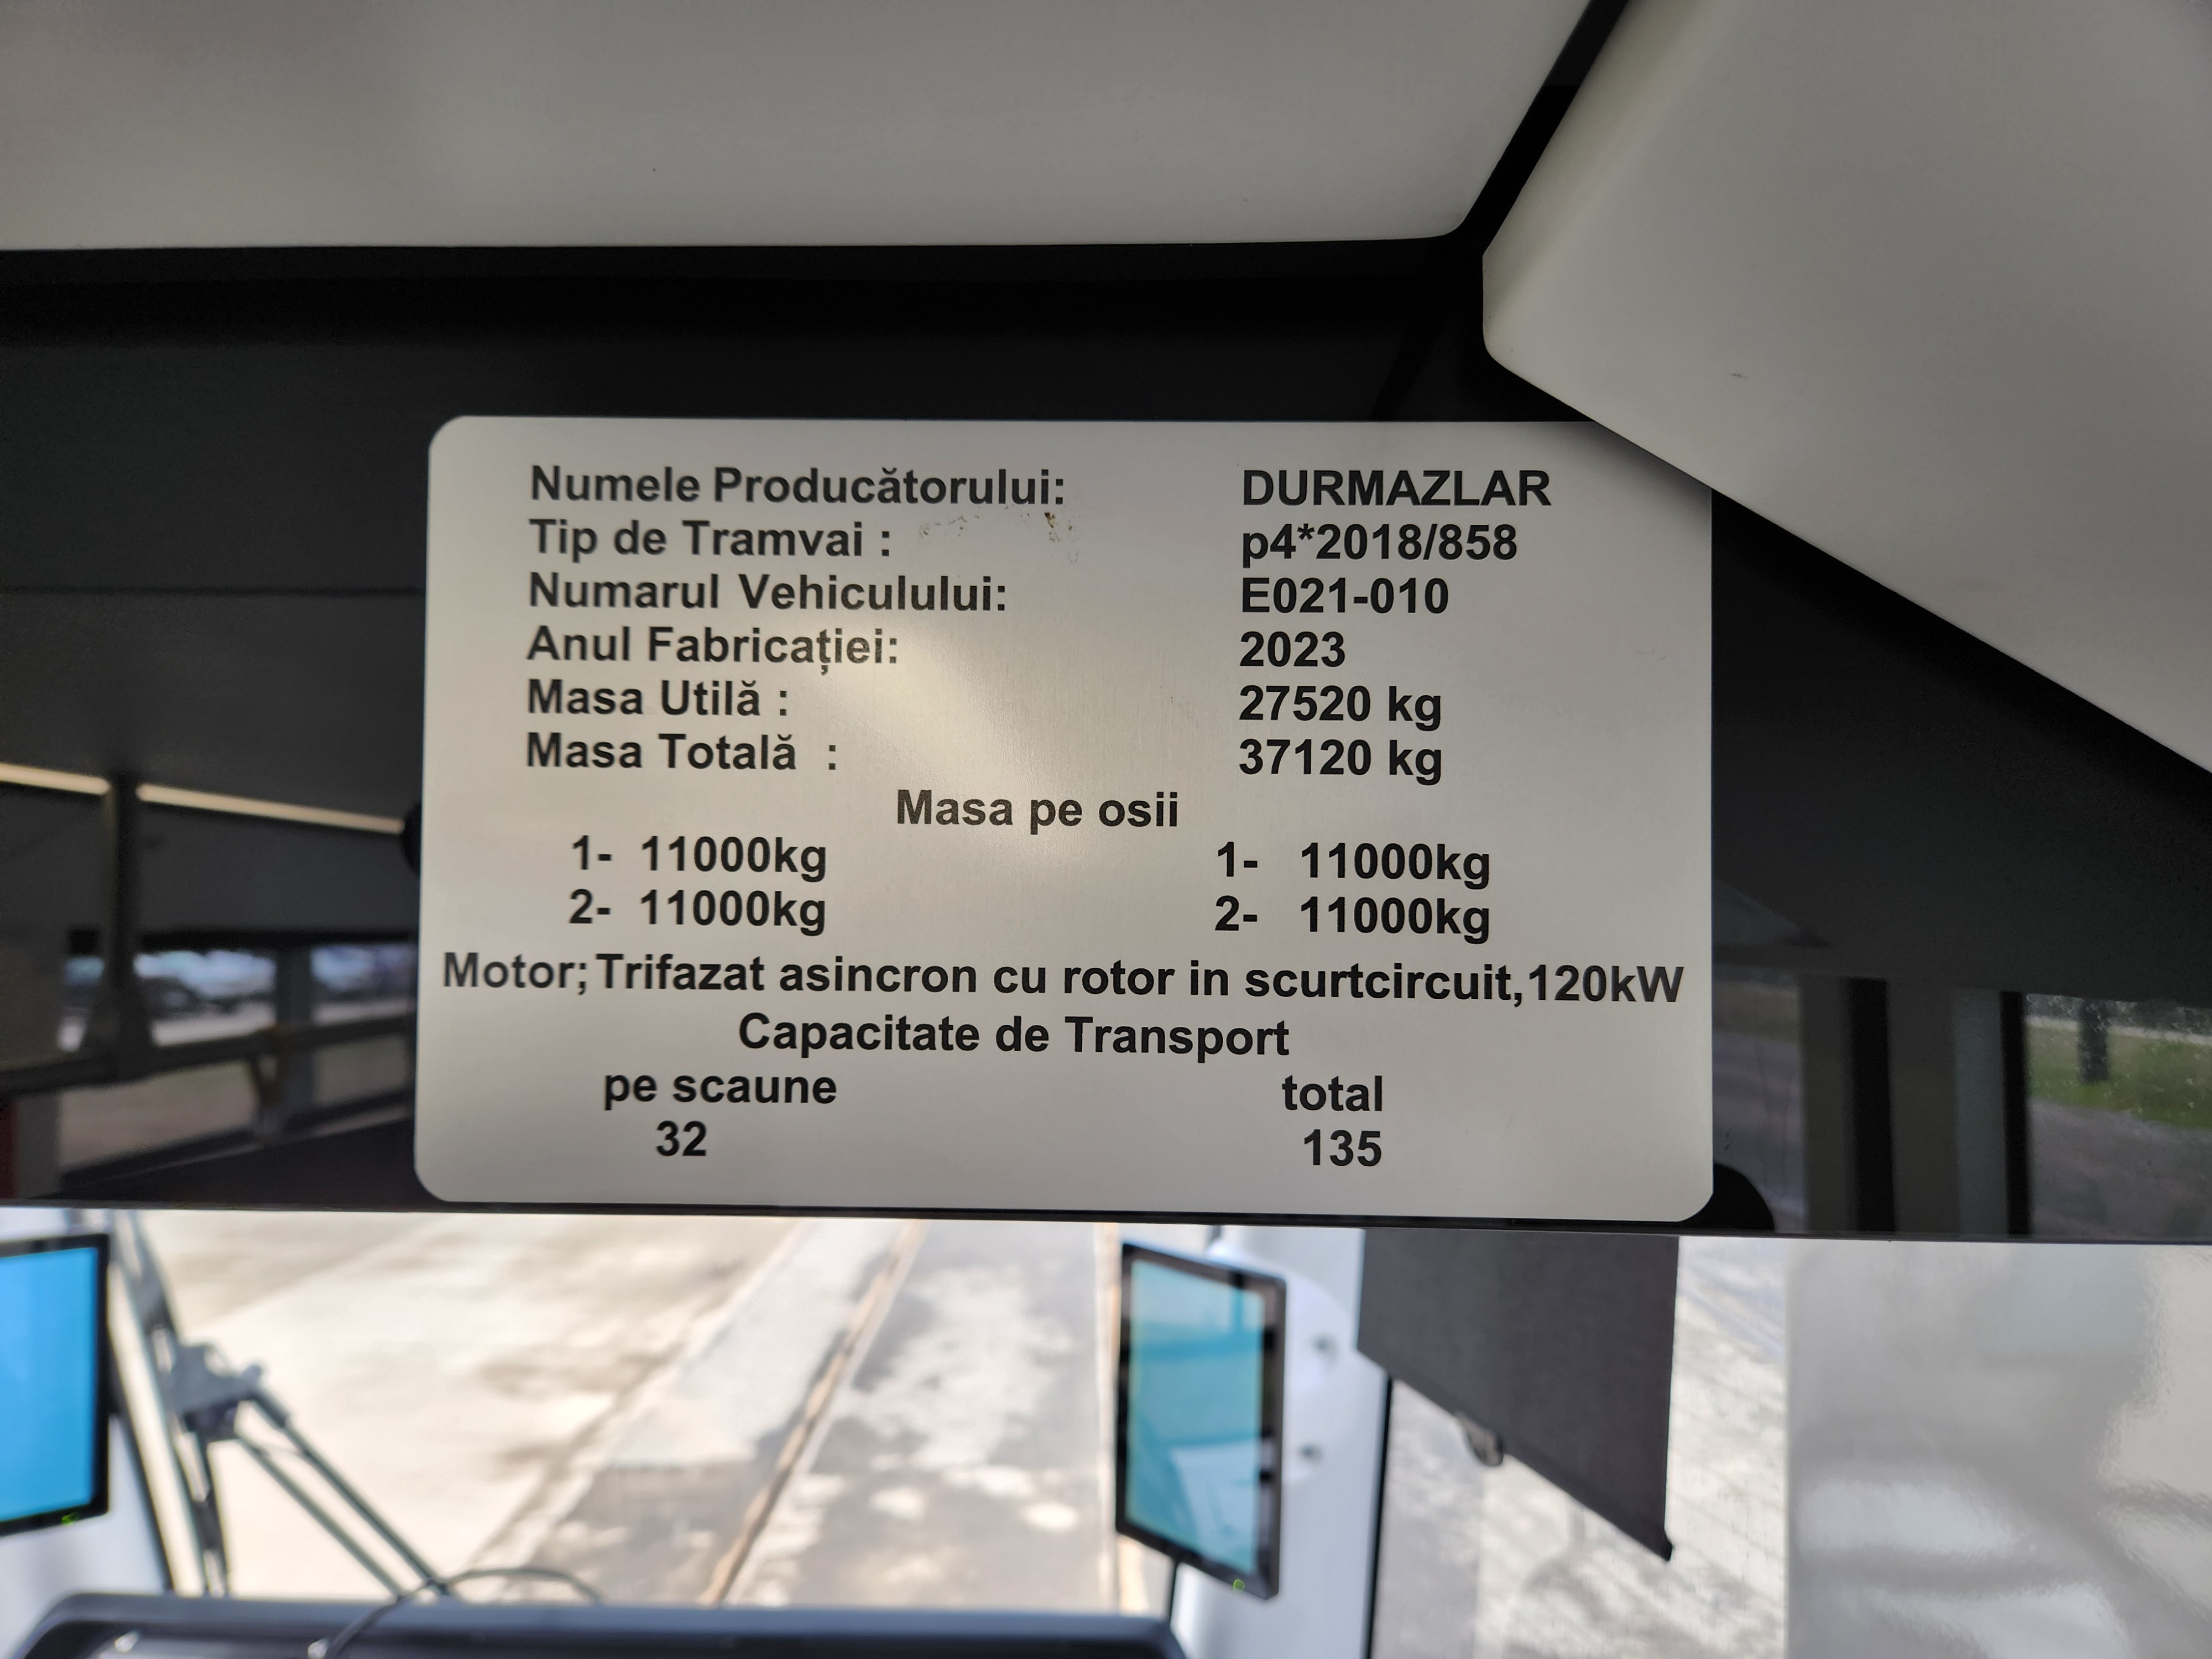 Numele Producătorului: DURMAZLAR
Tip de Tramvai : p4*2018/858
Numarul Vehiculului: E021-010
Anul Fabricației: 2023
Masa Utilă : 27520 kg
Masa Totală : 37120 kg
Masa pe osii
1- 11000kg 1- 11000kg
2- 11000kg 2- 11000kg
Motor; Trifazat asincron cu rotor in scurtcircuit,120kW
Capacitate de Transport
pe scaune total
32 135